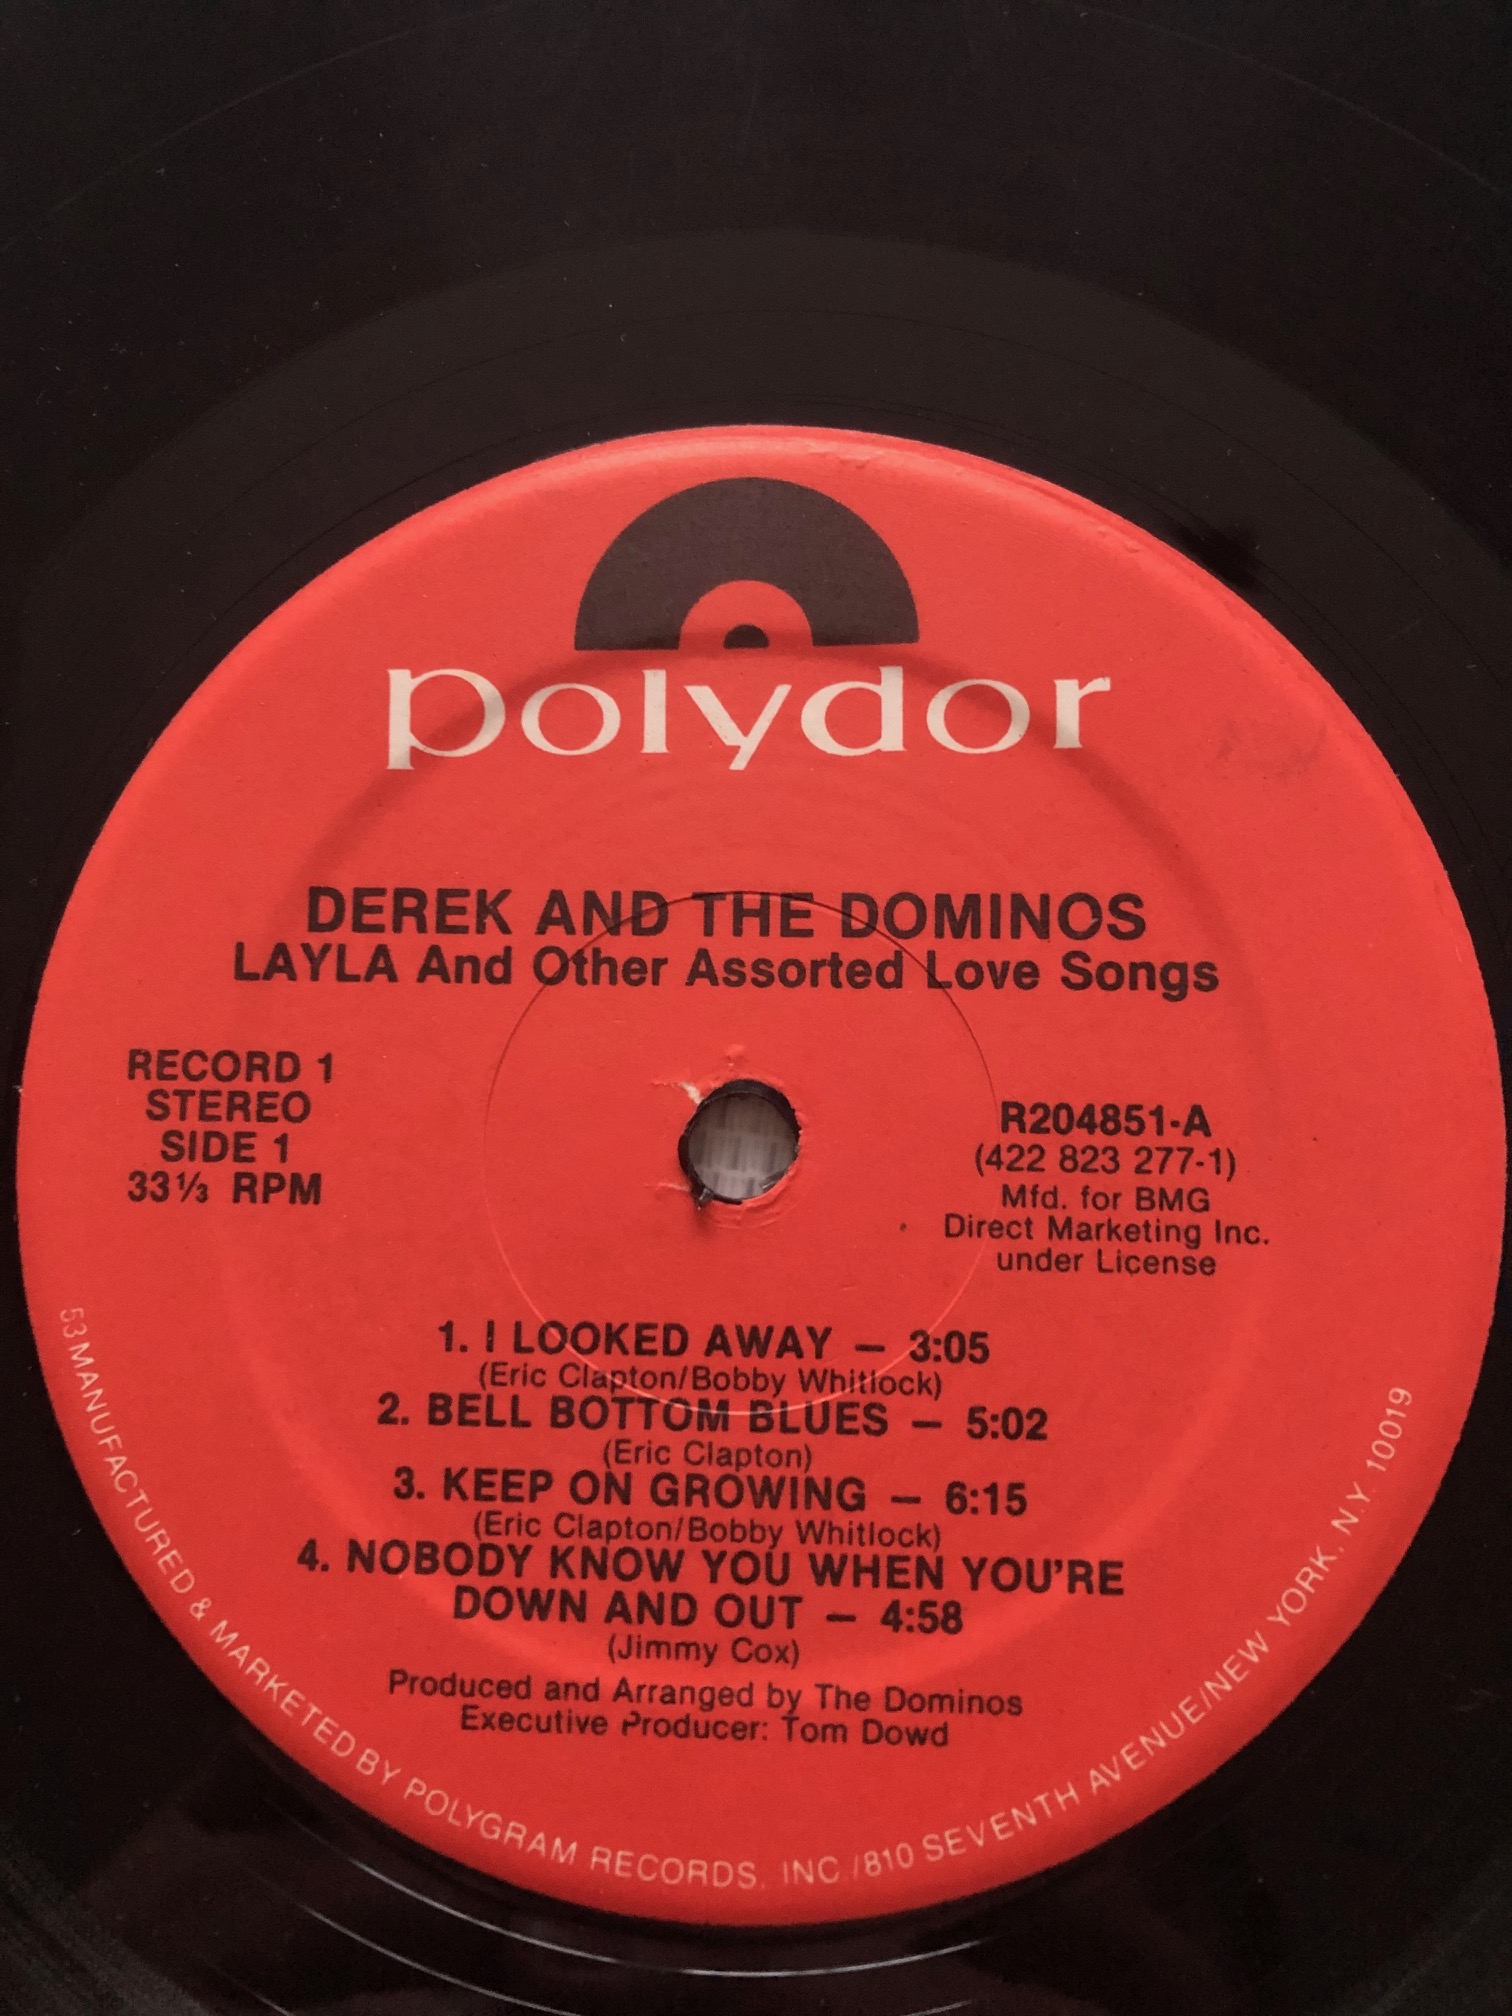 polydor
DEREK AND THE DOMINOS
LAYLA And Other Assorted Love Songs
RECORD 1
STEREO
SIDE 1
33⅓ RPM
R204851-A
(422 823 277-1)
Mfd. for BMG
Direct Marketing Inc.
under License
1. I LOOKED AWAY — 3:05
(Eric Clapton/Bobby Whitlock)
2. BELL BOTTOM BLUES — 5:02
(Eric Clapton)
3. KEEP ON GROWING — 6:15
(Eric Clapton/Bobby Whitlock)
4. NOBODY KNOW YOU WHEN YOU'RE
DOWN AND OUT — 4:58
(Jimmy Cox)
Produced and Arranged by The Dominos
Executive Producer: Tom Dowd
53 MANUFACTURED & MARKETED BY POLYGRAM RECORDS, INC./810 SEVENTH AVENUE/NEW YORK, N.Y. 10019